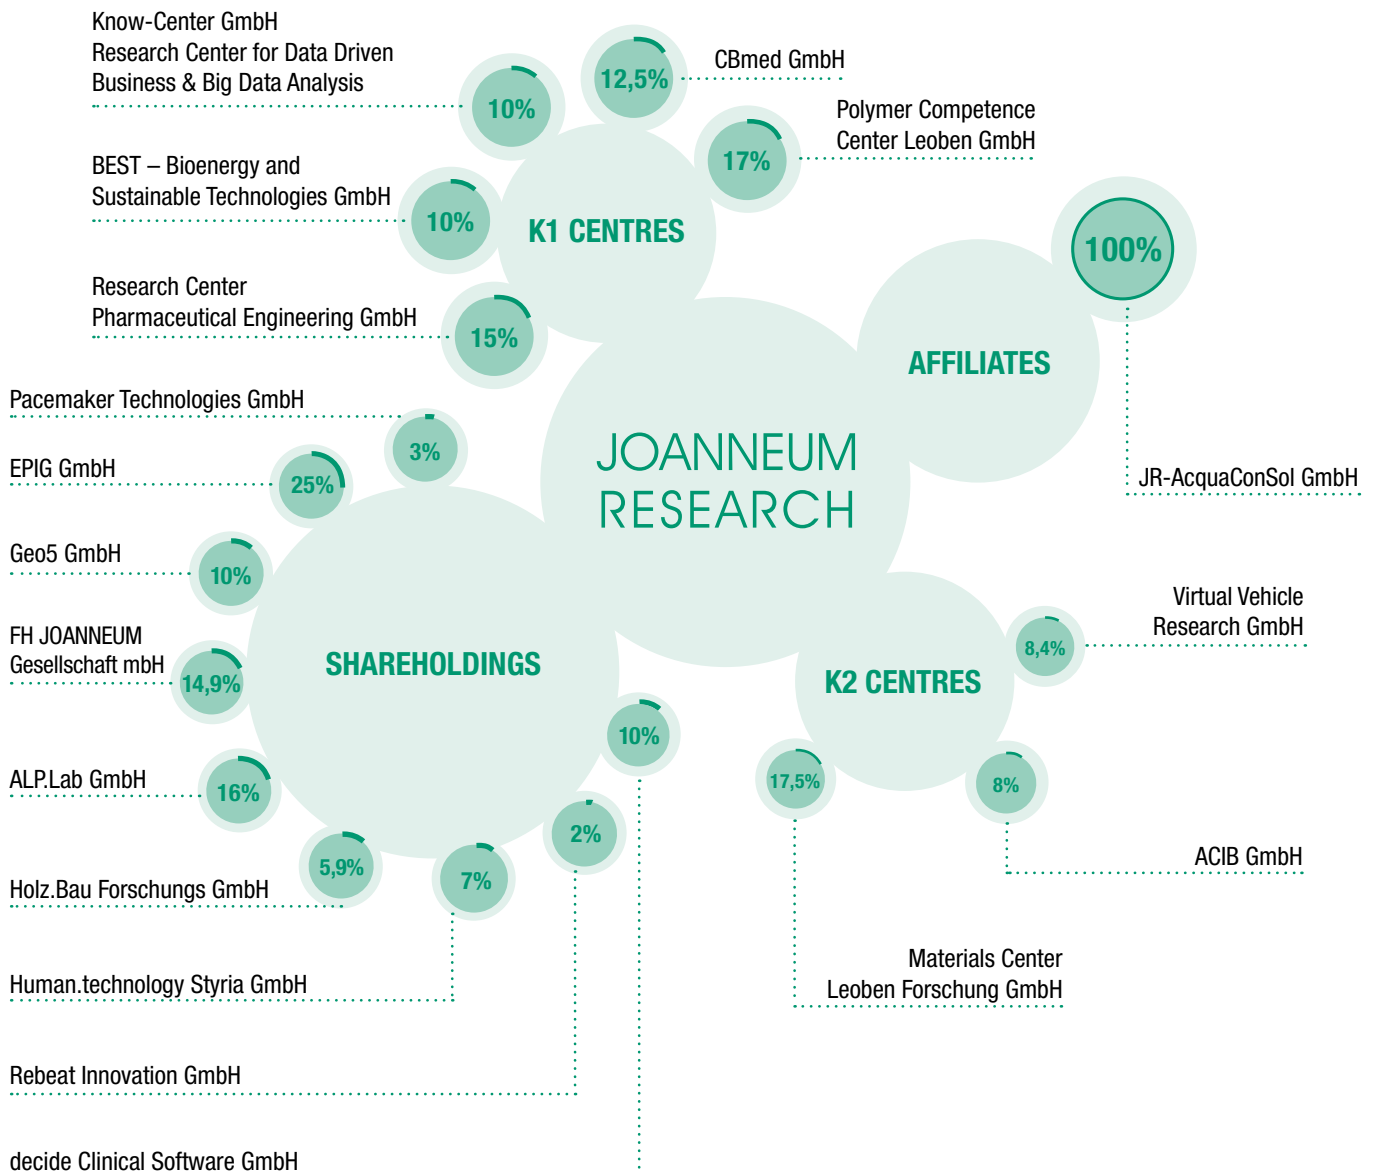 Know-Center GmbH
Research Center for Data Driven
Business & Big Data Analysis
10%
12,5%
CBmed GmbH
Polymer Competence
Center Leoben GmbH
17%
BEST – Bioenergy and
Sustainable Technologies GmbH
10%
K1 CENTRES
100%
Research Center
Pharmaceutical Engineering GmbH
15%
AFFILIATES
JR-AcquaConSol GmbH
Pacemaker Technologies GmbH
3%
JOANNEUM
RESEARCH
EPIG GmbH
25%
Geo5 GmbH
10%
FH JOANNEUM
Gesellschaft mbH
14,9%
SHAREHOLDINGS
K2 CENTRES
Virtual Vehicle
Research GmbH
8,4%
10%
ALP.Lab GmbH
16%
17,5%
8%
2%
ACIB GmbH
Holz.Bau Forschungs GmbH
5,9%
7%
Materials Center
Leoben Forschung GmbH
Human.technology Styria GmbH
Rebeat Innovation GmbH
decide Clinical Software GmbH